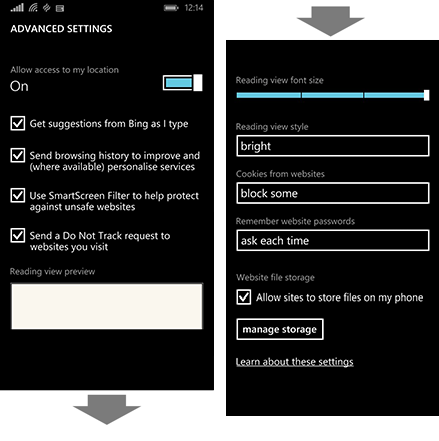 12:14
ADVANCED SETTINGS
Allow access to my location
On
Get suggestions from Bing as I type
Send browsing history to improve and
(where available) personalise services
Use SmartScreen Filter to help protect
against unsafe websites
Send a Do Not Track request to
websites you visit
Reading view preview
Reading view font size
Reading view style
bright
Cookies from websites
block some
Remember website passwords
ask each time
Website file storage
Allow sites to store files on my phone
manage storage
Learn about these settings